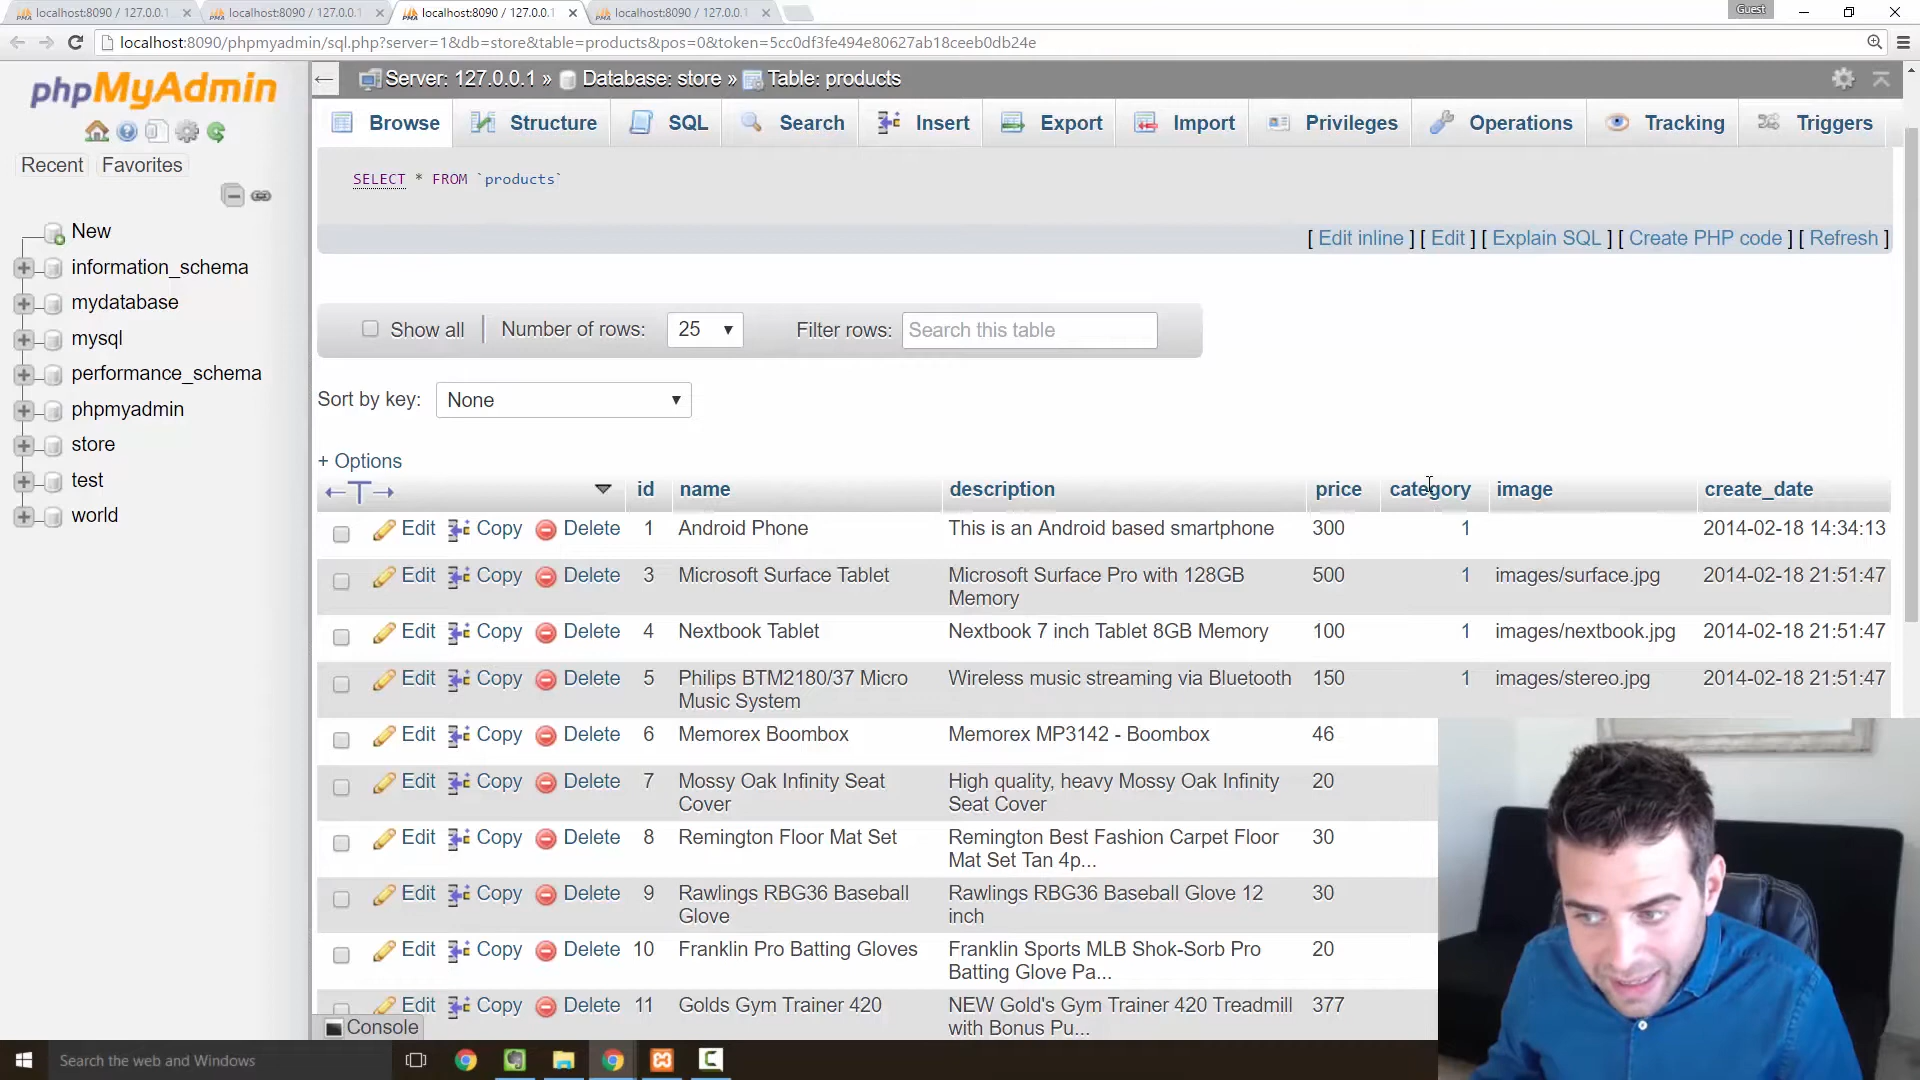 localhost:8090 / 127.0.0.1 localhost:8090 / 127.0.0.1 localhost:8090 / 127.0.0.1 localhost:8090 / 127.0.0.1 Guest
localhost:8090/phpmyadmin/sql.php?server=1&db=store&table=products&pos=0&token=5cc0df3fe494e80627ab18ceeb0db24e
phpMyAdmin
Recent Favorites
New
information_schema
mydatabase
mysql
performance_schema
phpmyadmin
store
test
world
Server: 127.0.0.1 » Database: store » Table: products
Browse Structure SQL Search Insert Export Import Privileges Operations Tracking Triggers
SELECT * FROM `products`
[ Edit inline ] [ Edit ] [ Explain SQL ] [ Create PHP code ] [ Refresh ]
Show all Number of rows: 25 Filter rows: Search this table
Sort by key: None
+ Options
←T→ id name description price category image create_date
Edit Copy Delete 1 Android Phone This is an Android based smartphone 300 1 2014-02-18 14:34:13
Edit Copy Delete 3 Microsoft Surface Tablet Microsoft Surface Pro with 128GB 500 1 images/surface.jpg 2014-02-18 21:51:47
Memory
Edit Copy Delete 4 Nextbook Tablet Nextbook 7 inch Tablet 8GB Memory 100 1 images/nextbook.jpg 2014-02-18 21:51:47
Edit Copy Delete 5 Philips BTM2180/37 Micro Wireless music streaming via Bluetooth 150 1 images/stereo.jpg 2014-02-18 21:51:47
Music System
Edit Copy Delete 6 Memorex Boombox Memorex MP3142 - Boombox 46
Edit Copy Delete 7 Mossy Oak Infinity Seat High quality, heavy Mossy Oak Infinity 20
Cover Seat Cover
Edit Copy Delete 8 Remington Floor Mat Set Remington Best Fashion Carpet Floor 30
Mat Set Tan 4p...
Edit Copy Delete 9 Rawlings RBG36 Baseball Rawlings RBG36 Baseball Glove 12 30
Glove inch
Edit Copy Delete 10 Franklin Pro Batting Gloves Franklin Sports MLB Shok-Sorb Pro 20
Batting Glove Pa...
Edit Copy Delete 11 Golds Gym Trainer 420 NEW Gold's Gym Trainer 420 Treadmill 377
with Bonus Pu...
Console
Search the web and Windows